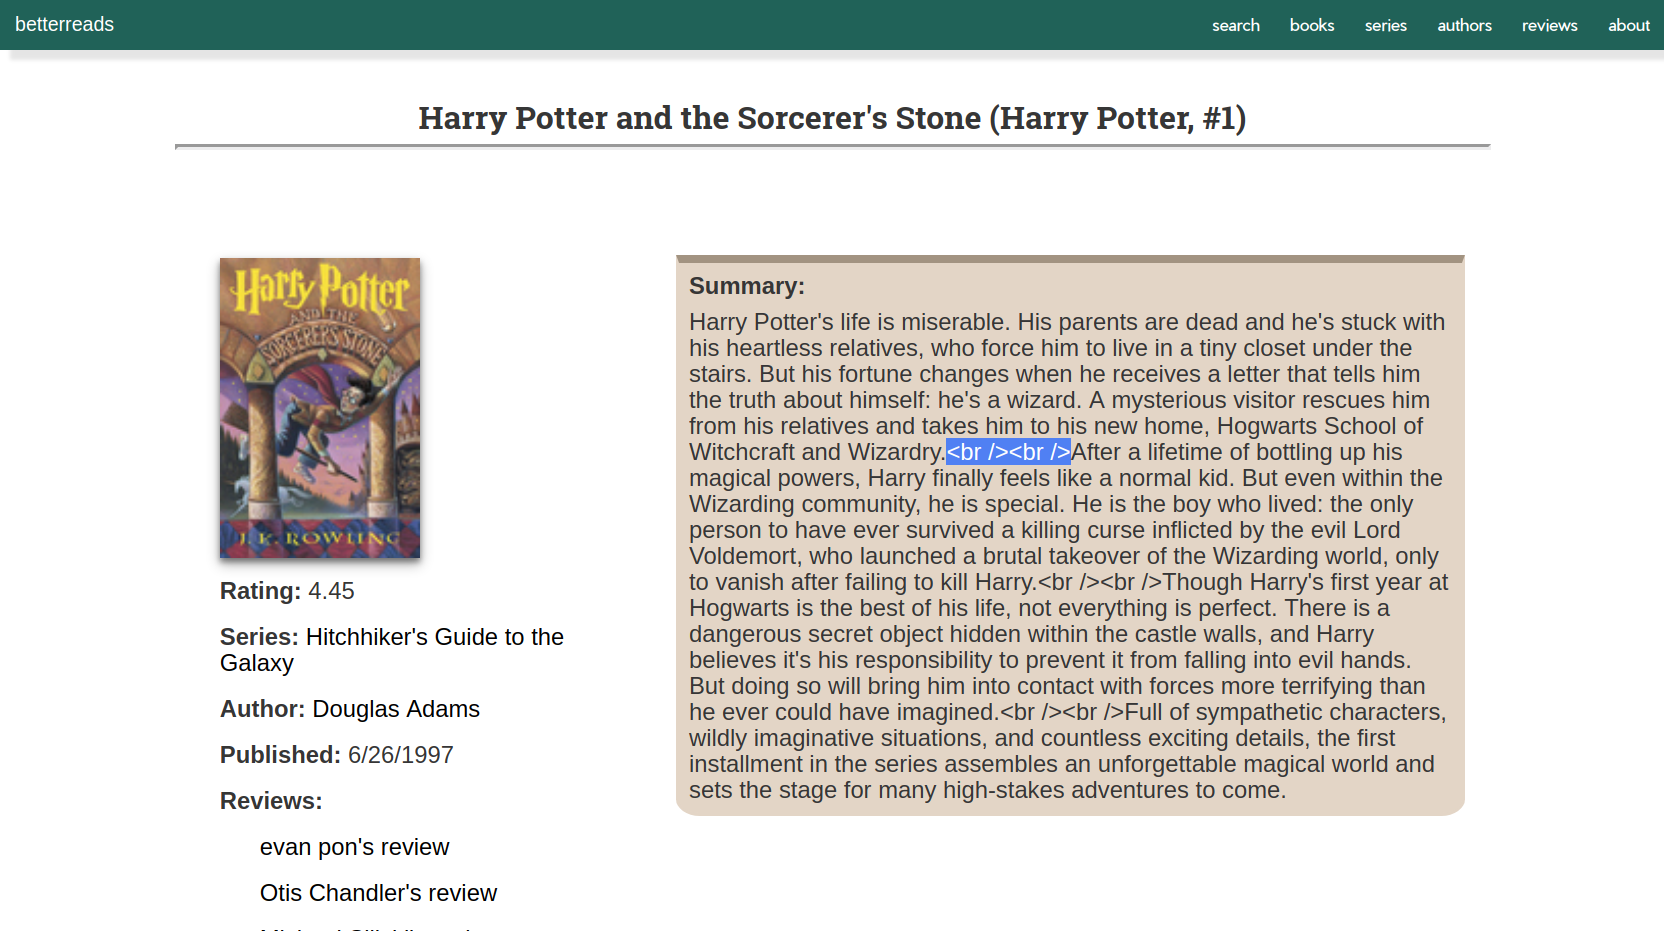 betterreads
search books series authors reviews about
Harry Potter and the Sorcerer's Stone (Harry Potter, #1)
Harry Potter
AND THE
SORCERER'S STONE
J. K. ROWLING
Rating: 4.45
Series: Hitchhiker's Guide to the
Galaxy
Author: Douglas Adams
Published: 6/26/1997
Reviews:
evan pon's review
Otis Chandler's review
Summary:
Harry Potter's life is miserable. His parents are dead and he's stuck with
his heartless relatives, who force him to live in a tiny closet under the
stairs. But his fortune changes when he receives a letter that tells him
the truth about himself: he's a wizard. A mysterious visitor rescues him
from his relatives and takes him to his new home, Hogwarts School of
Witchcraft and Wizardry.<br /><br />After a lifetime of bottling up his
magical powers, Harry finally feels like a normal kid. But even within the
Wizarding community, he is special. He is the boy who lived: the only
person to have ever survived a killing curse inflicted by the evil Lord
Voldemort, who launched a brutal takeover of the Wizarding world, only
to vanish after failing to kill Harry.<br /><br />Though Harry's first year at
Hogwarts is the best of his life, not everything is perfect. There is a
dangerous secret object hidden within the castle walls, and Harry
believes it's his responsibility to prevent it from falling into evil hands.
But doing so will bring him into contact with forces more terrifying than
he ever could have imagined.<br /><br />Full of sympathetic characters,
wildly imaginative situations, and countless exciting details, the first
installment in the series assembles an unforgettable magical world and
sets the stage for many high-stakes adventures to come.